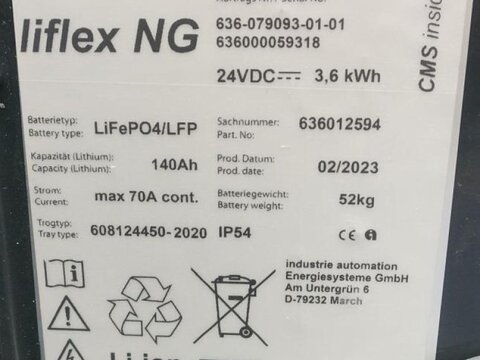 liflex NG
636-079093-01-01
636000059318
24VDC 3,6 kWh
CMS
Batterietyp:
Battery type: LiFePO4/LFP
Sachnummer:
Part. No.: 636012594
Kapazität (Lithium):
Capacity (Lithium): 140Ah
Prod. Datum:
Prod. Date: 02/2023
Strom:
Current: max 70A cont.
Batteriegewicht:
Battery weight: 52kg
Trogtyp:
Tray type: 608124450-2020 IP54
CE
industrie automation
Energiesysteme GmbH
Am Untergrün 6
D-79232 March